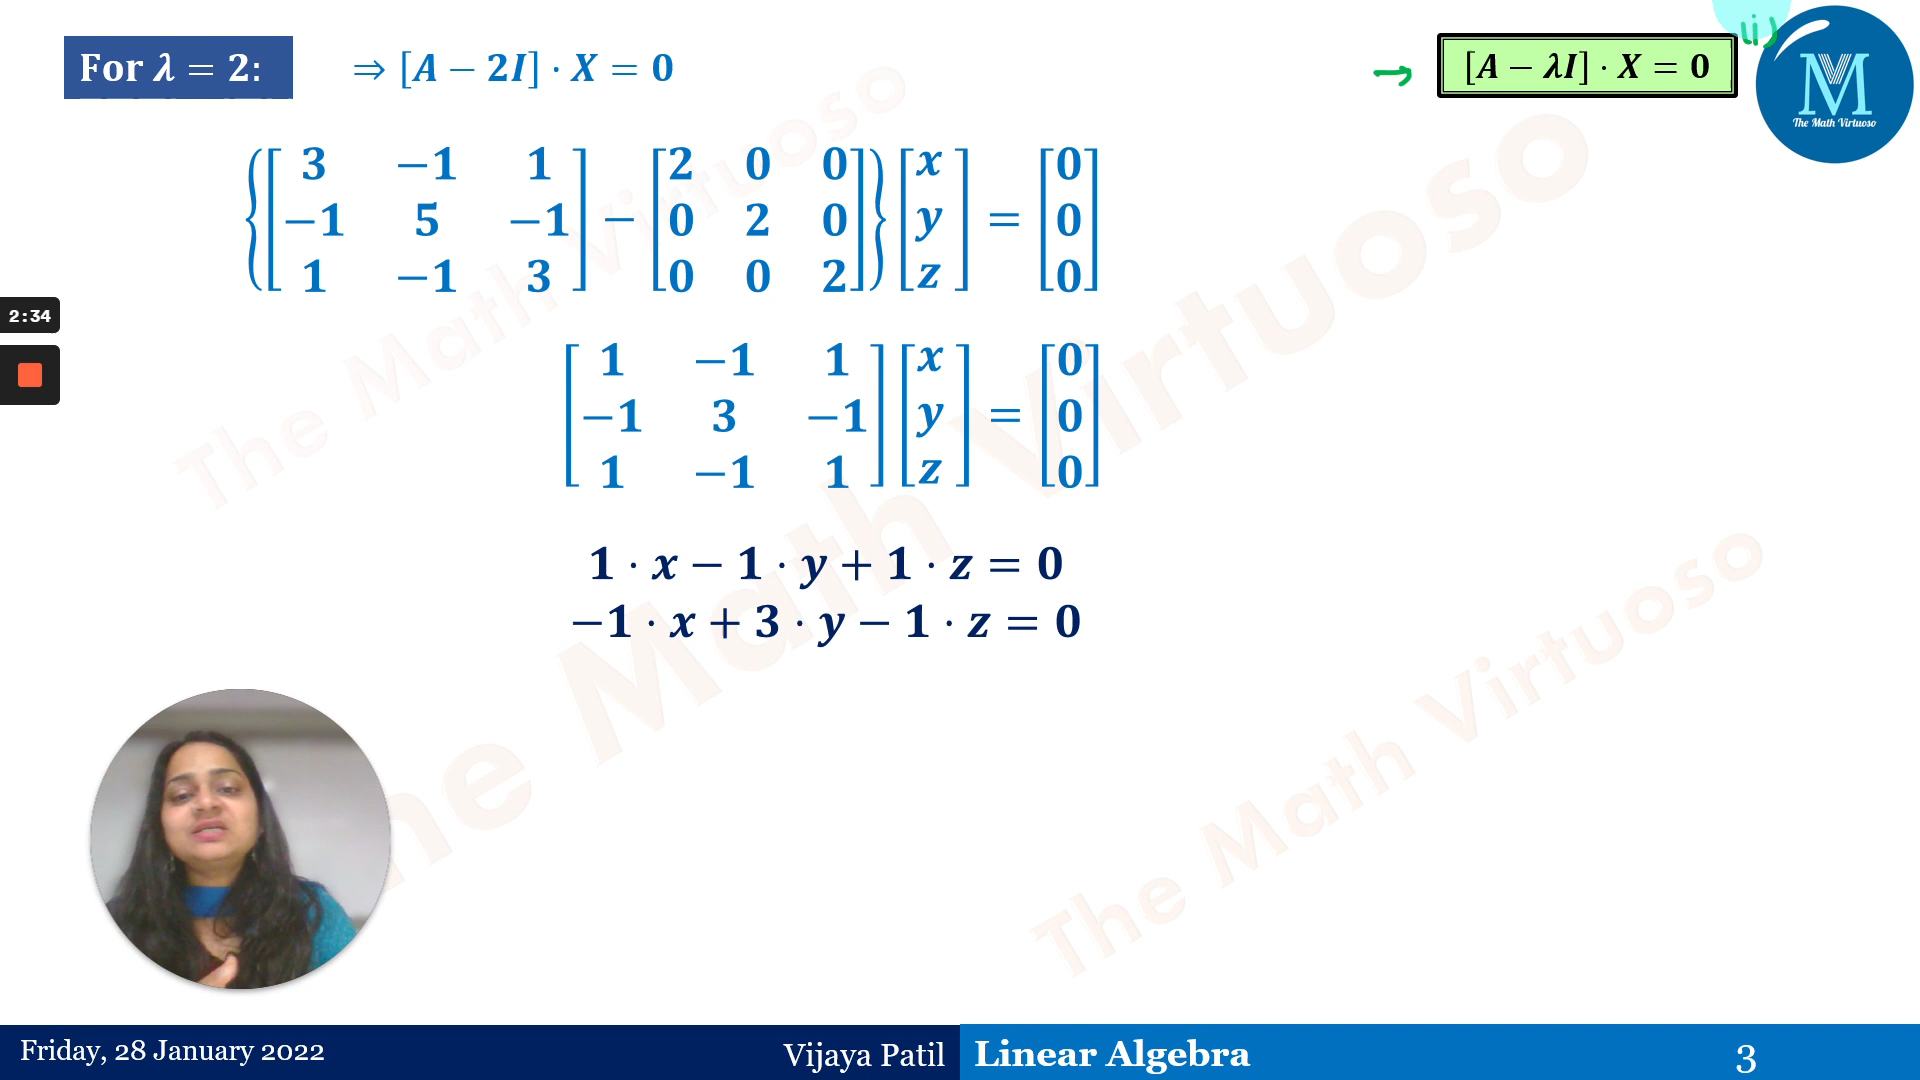 For λ = 2: ⇒ [A − 2I] · X = 0
→ [A − λI] · X = 0
ii)
M
The Math Virtuoso
{[3 −1 1] − [2 0 0]} [x] = [0]
{[−1 5 −1] − [0 2 0]} [y] = [0]
{[1 −1 3] − [0 0 2]} [z] = [0]
2:34
[1 −1 1] [x] = [0]
[−1 3 −1] [y] = [0]
[1 −1 1] [z] = [0]
1 · x − 1 · y + 1 · z = 0
−1 · x + 3 · y − 1 · z = 0
The Math Virtuoso
The Math Virtuoso
The Math Virtuoso
Friday, 28 January 2022 Vijaya Patil Linear Algebra 3